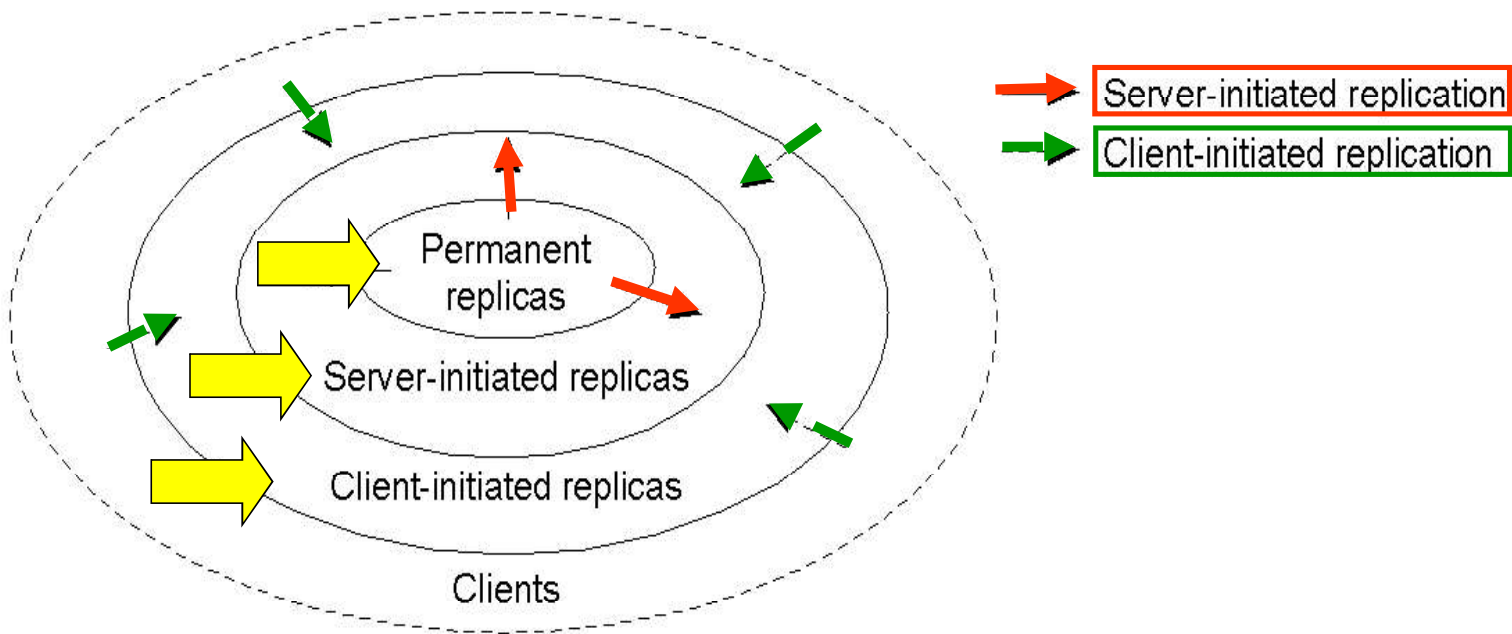 Server-initiated replication
Client-initiated replication
Permanent
replicas
Server-initiated replicas
Client-initiated replicas
Clients